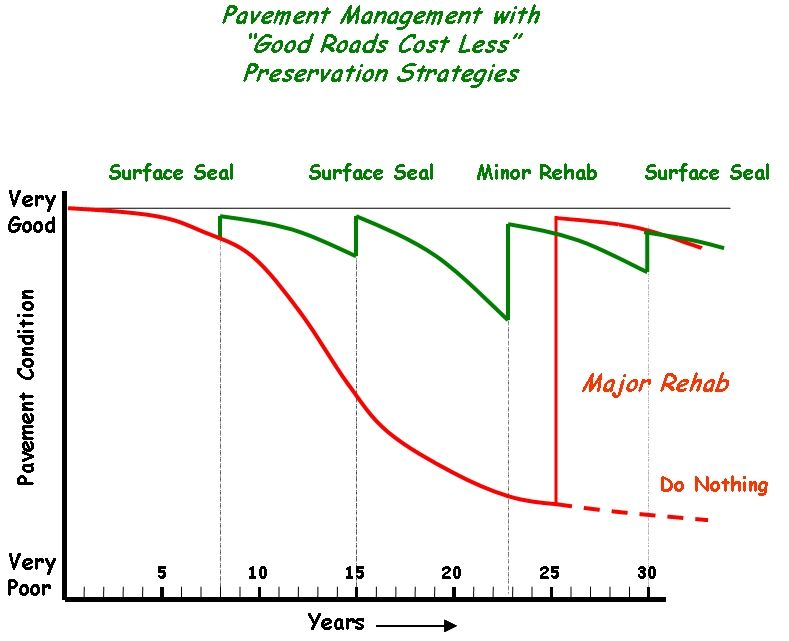 Pavement Management with
"Good Roads Cost Less"
Preservation Strategies
Surface Seal Surface Seal Minor Rehab Surface Seal
Very
Good
Pavement Condition
Major Rehab
Do Nothing
Very
Poor
5 10 15 20 25 30
Years